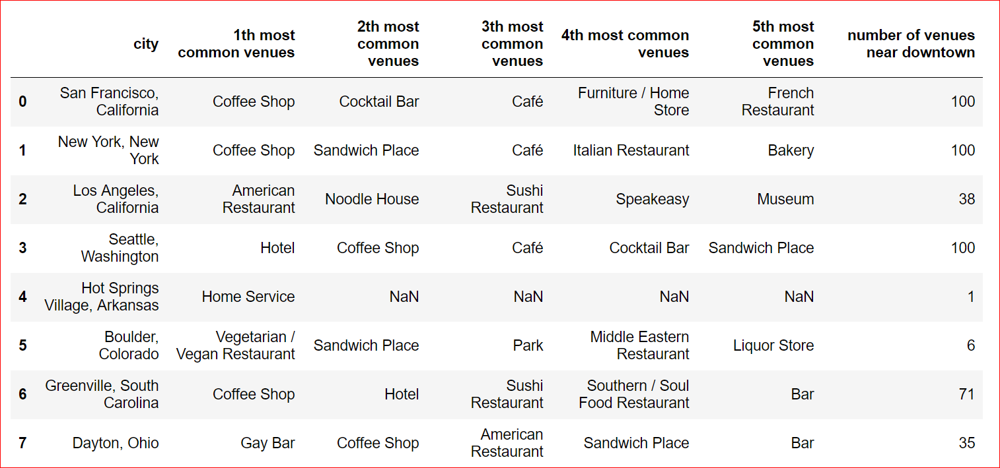 city 1th most common venues 2th most common venues 3th most common venues 4th most common venues 5th most common venues number of venues near downtown
0 San Francisco, California Coffee Shop Cocktail Bar Café Furniture / Home Store French Restaurant 100
1 New York, New York Coffee Shop Sandwich Place Café Italian Restaurant Bakery 100
2 Los Angeles, California American Restaurant Noodle House Sushi Restaurant Speakeasy Museum 38
3 Seattle, Washington Hotel Coffee Shop Café Cocktail Bar Sandwich Place 100
4 Hot Springs Village, Arkansas Home Service NaN NaN NaN NaN 1
5 Boulder, Colorado Vegetarian / Vegan Restaurant Sandwich Place Park Middle Eastern Restaurant Liquor Store 6
6 Greenville, South Carolina Coffee Shop Hotel Sushi Restaurant Southern / Soul Food Restaurant Bar 71
7 Dayton, Ohio Gay Bar Coffee Shop American Restaurant Sandwich Place Bar 35